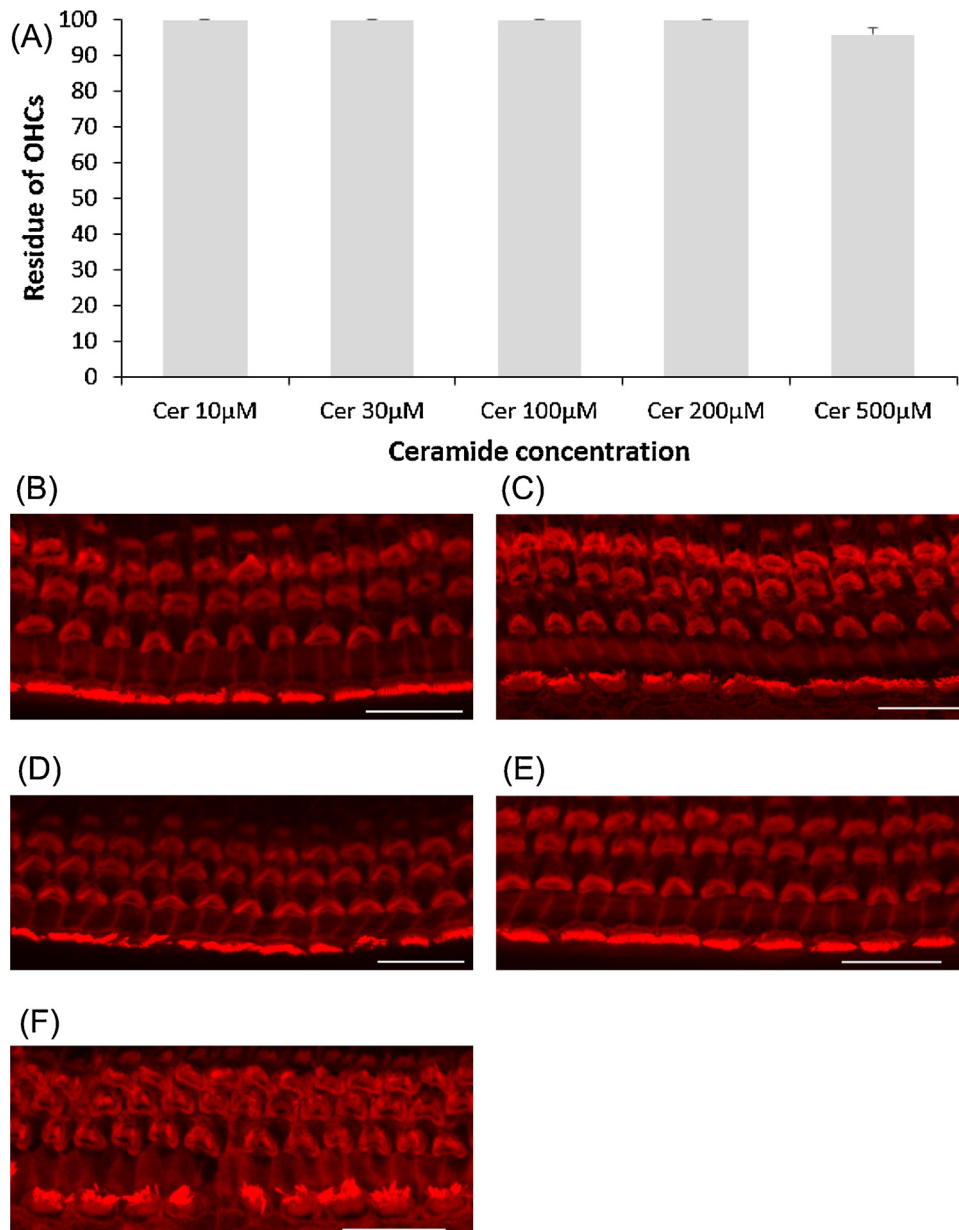 (A)
Residue of OHCs
100
90
80
70
60
50
40
30
20
10
0
Cer 10µM Cer 30µM Cer 100µM Cer 200µM Cer 500µM
Ceramide concentration
(B)
(C)
(D)
(E)
(F)